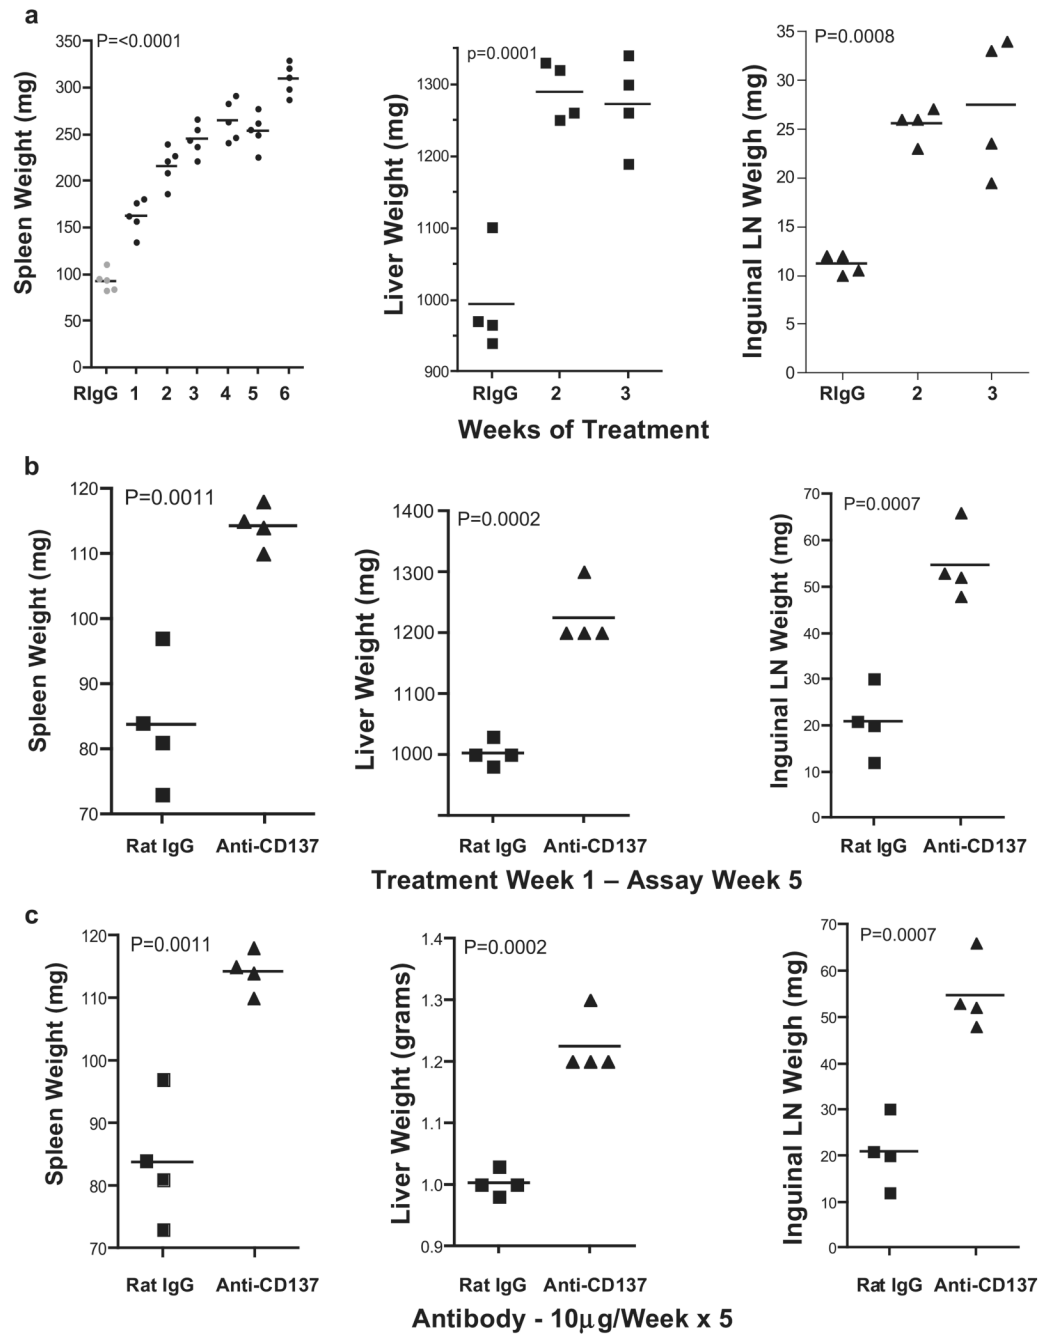 a
P=<0.0001
Spleen Weight (mg)
350
300
250
200
150
100
50
0
RIgG 1 2 3 4 5 6
p=0.0001
Liver Weight (mg)
1300
1200
1100
1000
900
RIgG 2 3
P=0.0008
Inguinal LN Weigh (mg)
35
30
25
20
15
10
5
0
RIgG 2 3
Weeks of Treatment
b
P=0.0011
Spleen Weight (mg)
120
110
100
90
80
70
Rat IgG Anti-CD137
P=0.0002
Liver Weight (mg)
1400
1300
1200
1100
1000
Rat IgG Anti-CD137
P=0.0007
Inguinal LN Weight (mg)
70
60
50
40
30
20
10
0
Rat IgG Anti-CD137
Treatment Week 1 – Assay Week 5
c
P=0.0011
Spleen Weight (mg)
120
110
100
90
80
70
Rat IgG Anti-CD137
P=0.0002
Liver Weight (grams)
1.4
1.3
1.2
1.1
1.0
0.9
Rat IgG Anti-CD137
P=0.0007
Inguinal LN Weigh (mg)
70
60
50
40
30
20
10
0
Rat IgG Anti-CD137
Antibody - 10µg/Week x 5